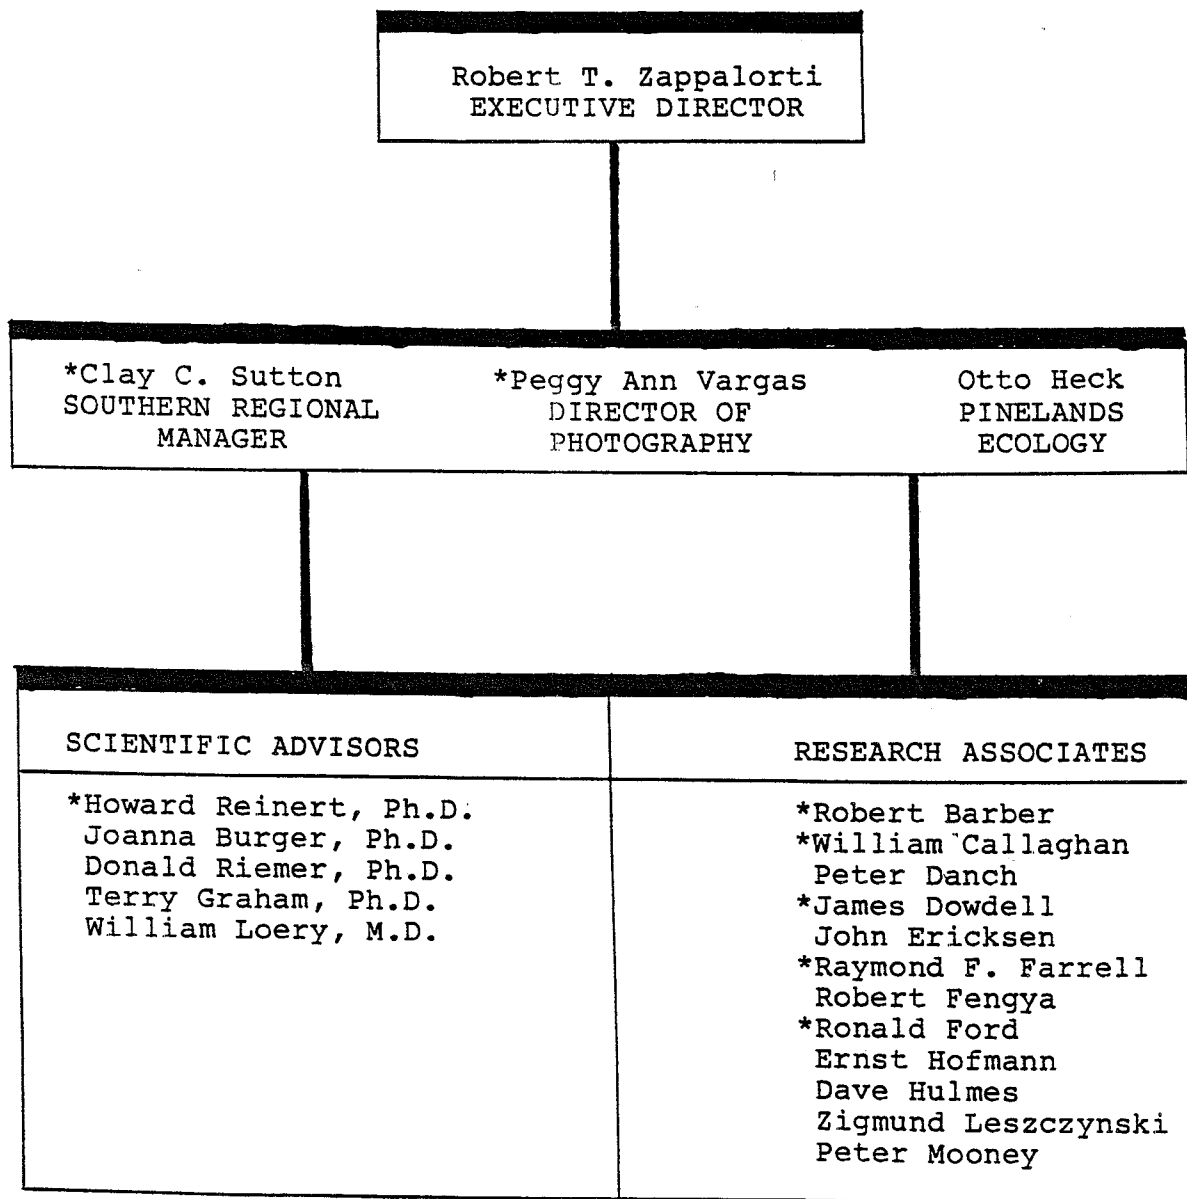 Robert T. Zappalorti
EXECUTIVE DIRECTOR
*Clay C. Sutton
SOUTHERN REGIONAL
MANAGER
*Peggy Ann Vargas
DIRECTOR OF
PHOTOGRAPHY
Otto Heck
PINELANDS
ECOLOGY
SCIENTIFIC ADVISORS
*Howard Reinert, Ph.D.
Joanna Burger, Ph.D.
Donald Riemer, Ph.D.
Terry Graham, Ph.D.
William Loery, M.D.
RESEARCH ASSOCIATES
*Robert Barber
*William Callaghan
Peter Danch
*James Dowdell
John Ericksen
*Raymond F. Farrell
Robert Fengya
*Ronald Ford
Ernst Hofmann
Dave Hulmes
Zigmund Leszczynski
Peter Mooney